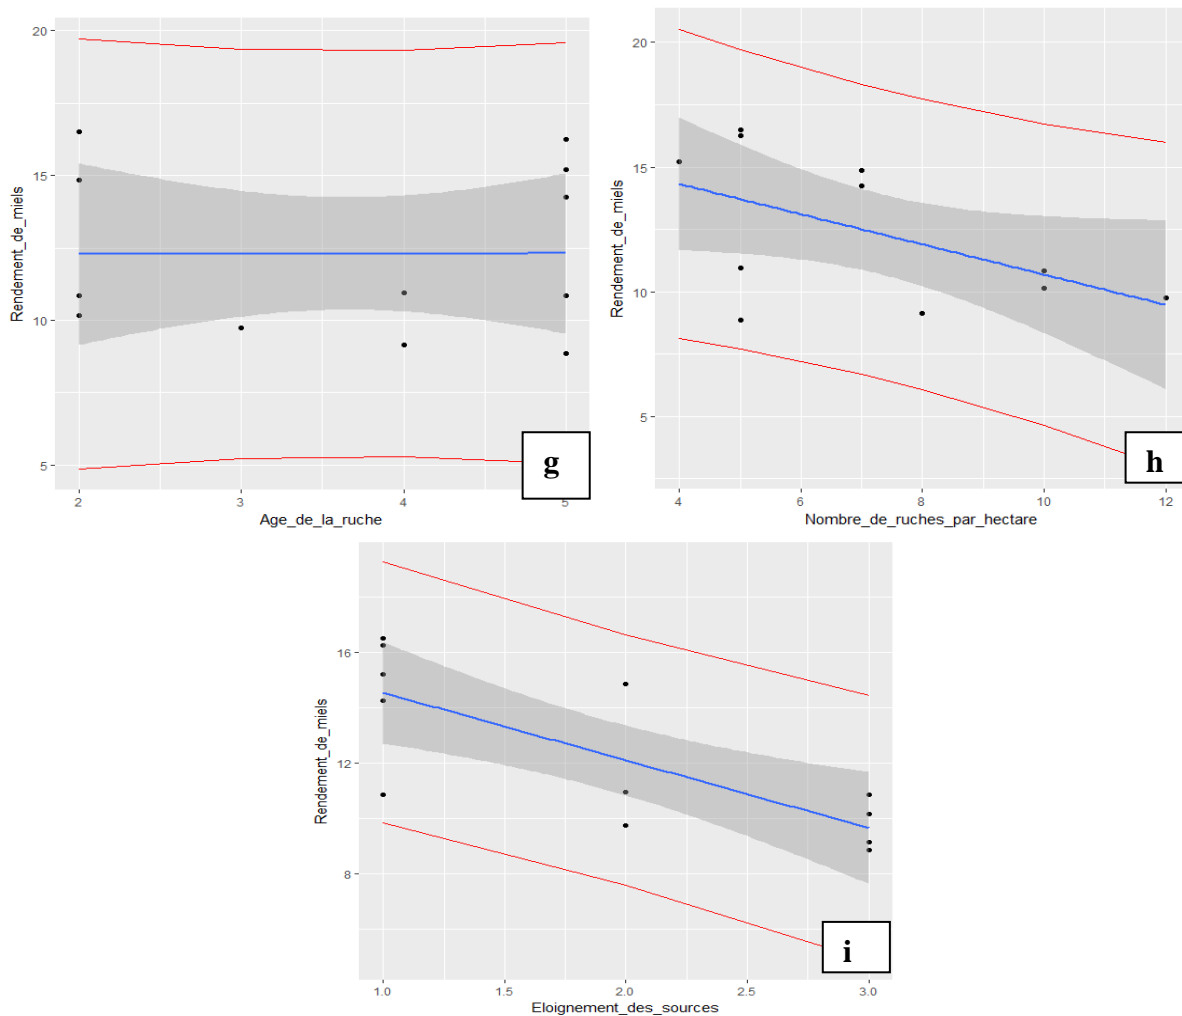 20
15
10
5
Rendement_de_miels
2
3
4
5
Age_de_la_ruche
g
20
15
10
5
Rendement_de_miels
4
6
8
10
12
Nombre_de_ruches_par_hectare
h
16
12
8
Rendement_de_miels
1.0
1.5
2.0
2.5
3.0
Eloignement_des_sources
i